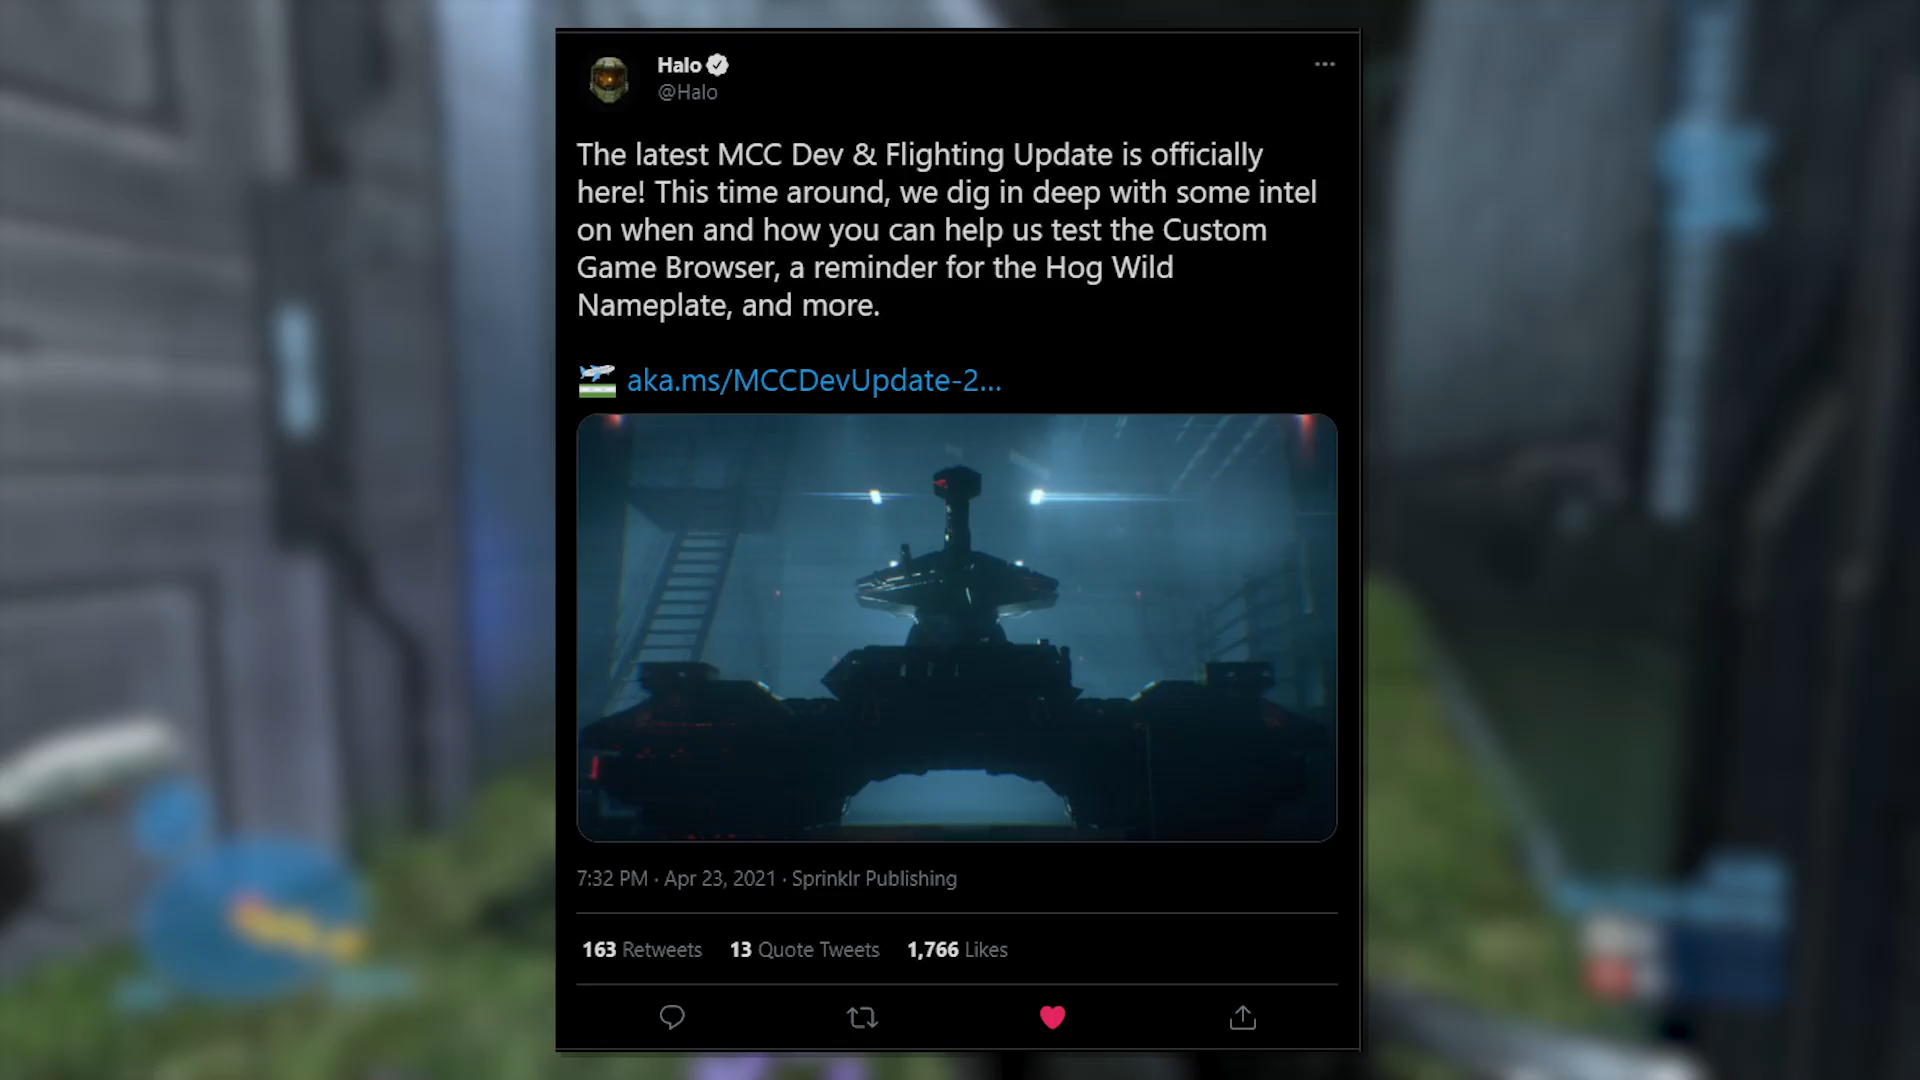 Halo
@Halo
The latest MCC Dev & Flighting Update is officially
here! This time around, we dig in deep with some intel
on when and how you can help us test the Custom
Game Browser, a reminder for the Hog Wild
Nameplate, and more.
aka.ms/MCCDevUpdate-2...
7:32 PM · Apr 23, 2021 · Sprinklr Publishing
163 Retweets 13 Quote Tweets 1,766 Likes